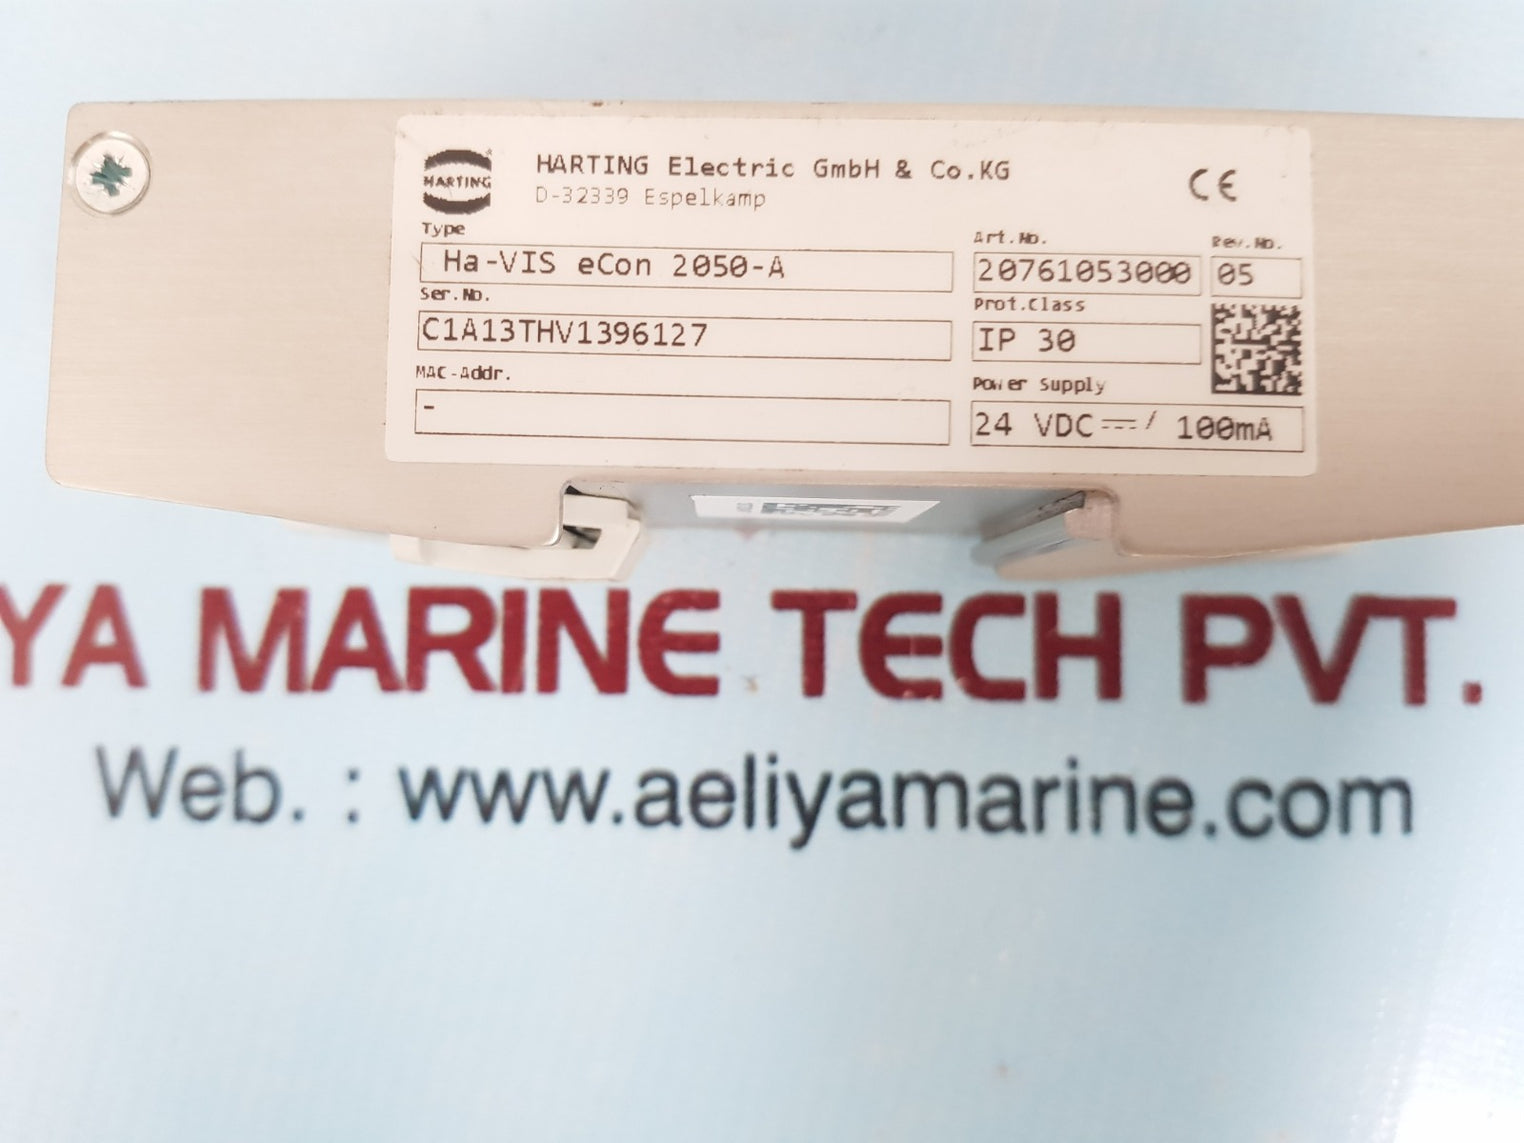 HARTING
HARTING Electric GmbH & Co.KG
D-32339 Espelkamp
CE
Type
Ha-VIS eCon 2050-A
Art.No.
20761053000
Rev.No.
05
Ser.No.
C1A13THV1396127
Prot.Class
IP 30
MAC-Addr.
-
Power Supply
24 VDC ⎓/ 100mA
YA MARINE TECH PVT.
Web. : www.aeliyamarine.com